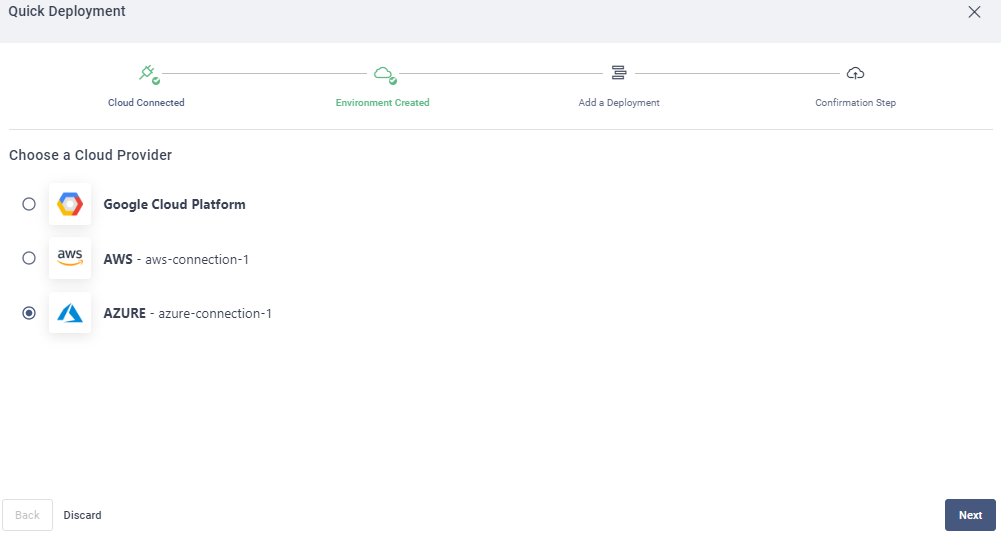 Quick Deployment
Cloud Connected
Environment Created
Add a Deployment
Confirmation Step
Choose a Cloud Provider
Google Cloud Platform
aws
AWS - aws-connection-1
AZURE - azure-connection-1
Back
Discard
Next